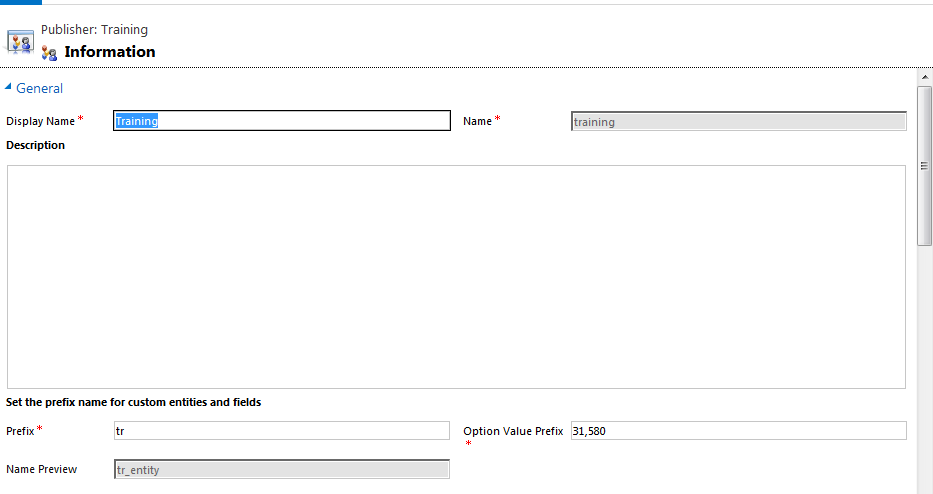 Publisher: Training
Information
General
Display Name * Training Name * training
Description
Set the prefix name for custom entities and fields
Prefix * tr Option Value Prefix * 31,580
Name Preview tr_entity